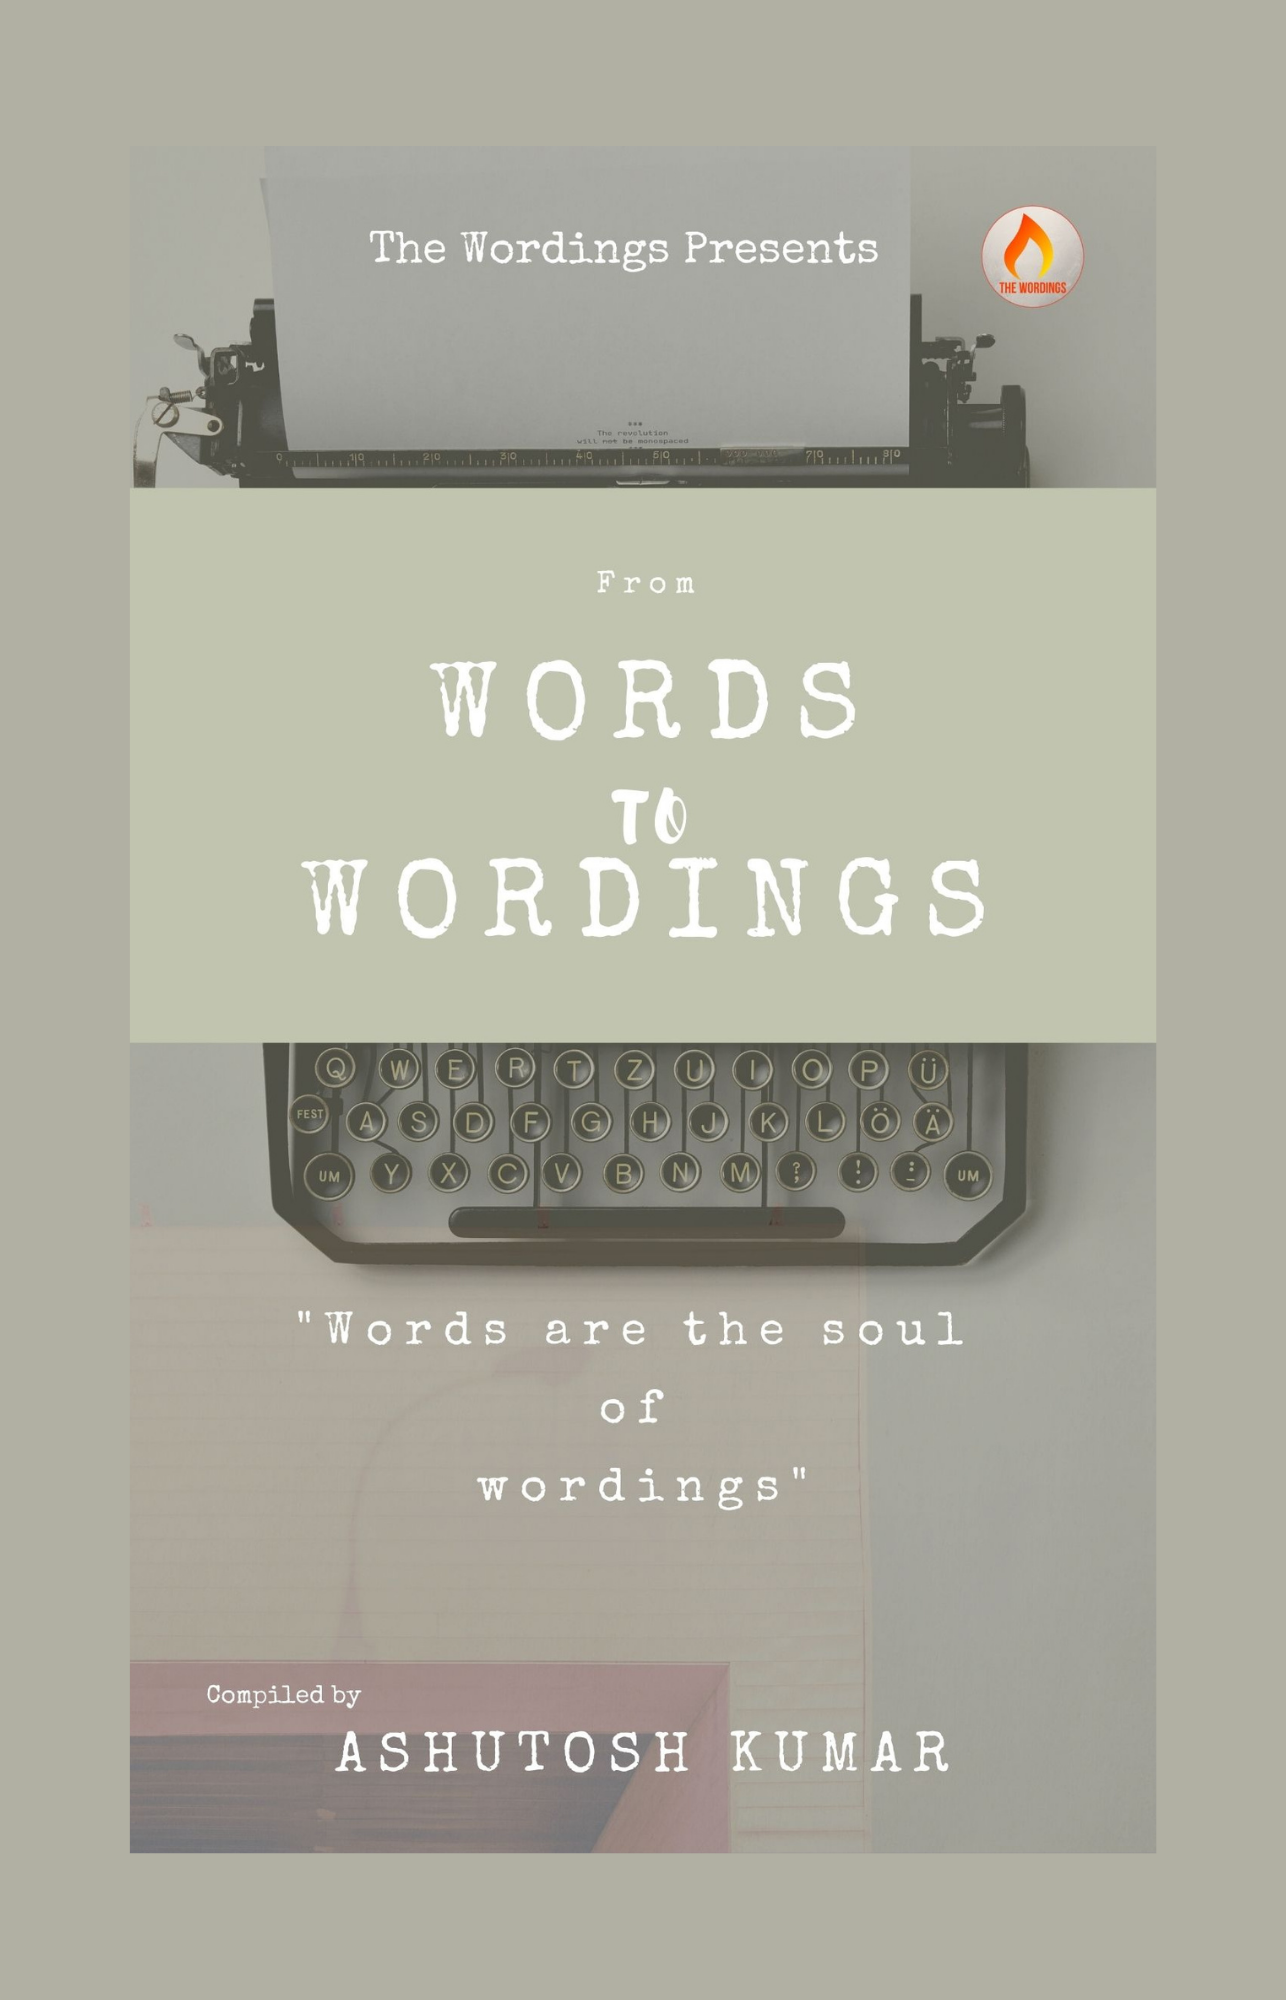 The Wordings Presents
THE WORDINGS
The revolution
will not be monospaced
0 10 20 30 40 50 70 80
From
WORDS
TO
WORDINGS
Q W E R T Z U I O P Ü
FEST A S D F G H J K L Ö Ä
UM Y X C V B N M ? ; ! : _ UM
"Words are the soul
of
wordings"
Compiled by
ASHUTOSH KUMAR